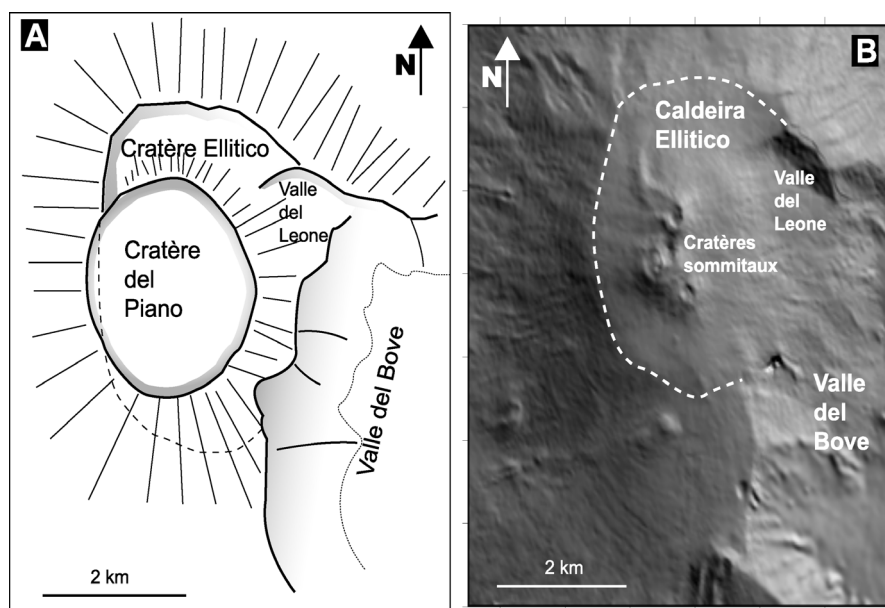 A
N
Cratère Ellitico
Valle
del
Leone
Cratère
del
Piano
Valle del Bove
2 km
B
N
Caldeira
Ellitico
Valle
del
Leone
Cratères
sommitaux
Valle
del
Bove
2 km